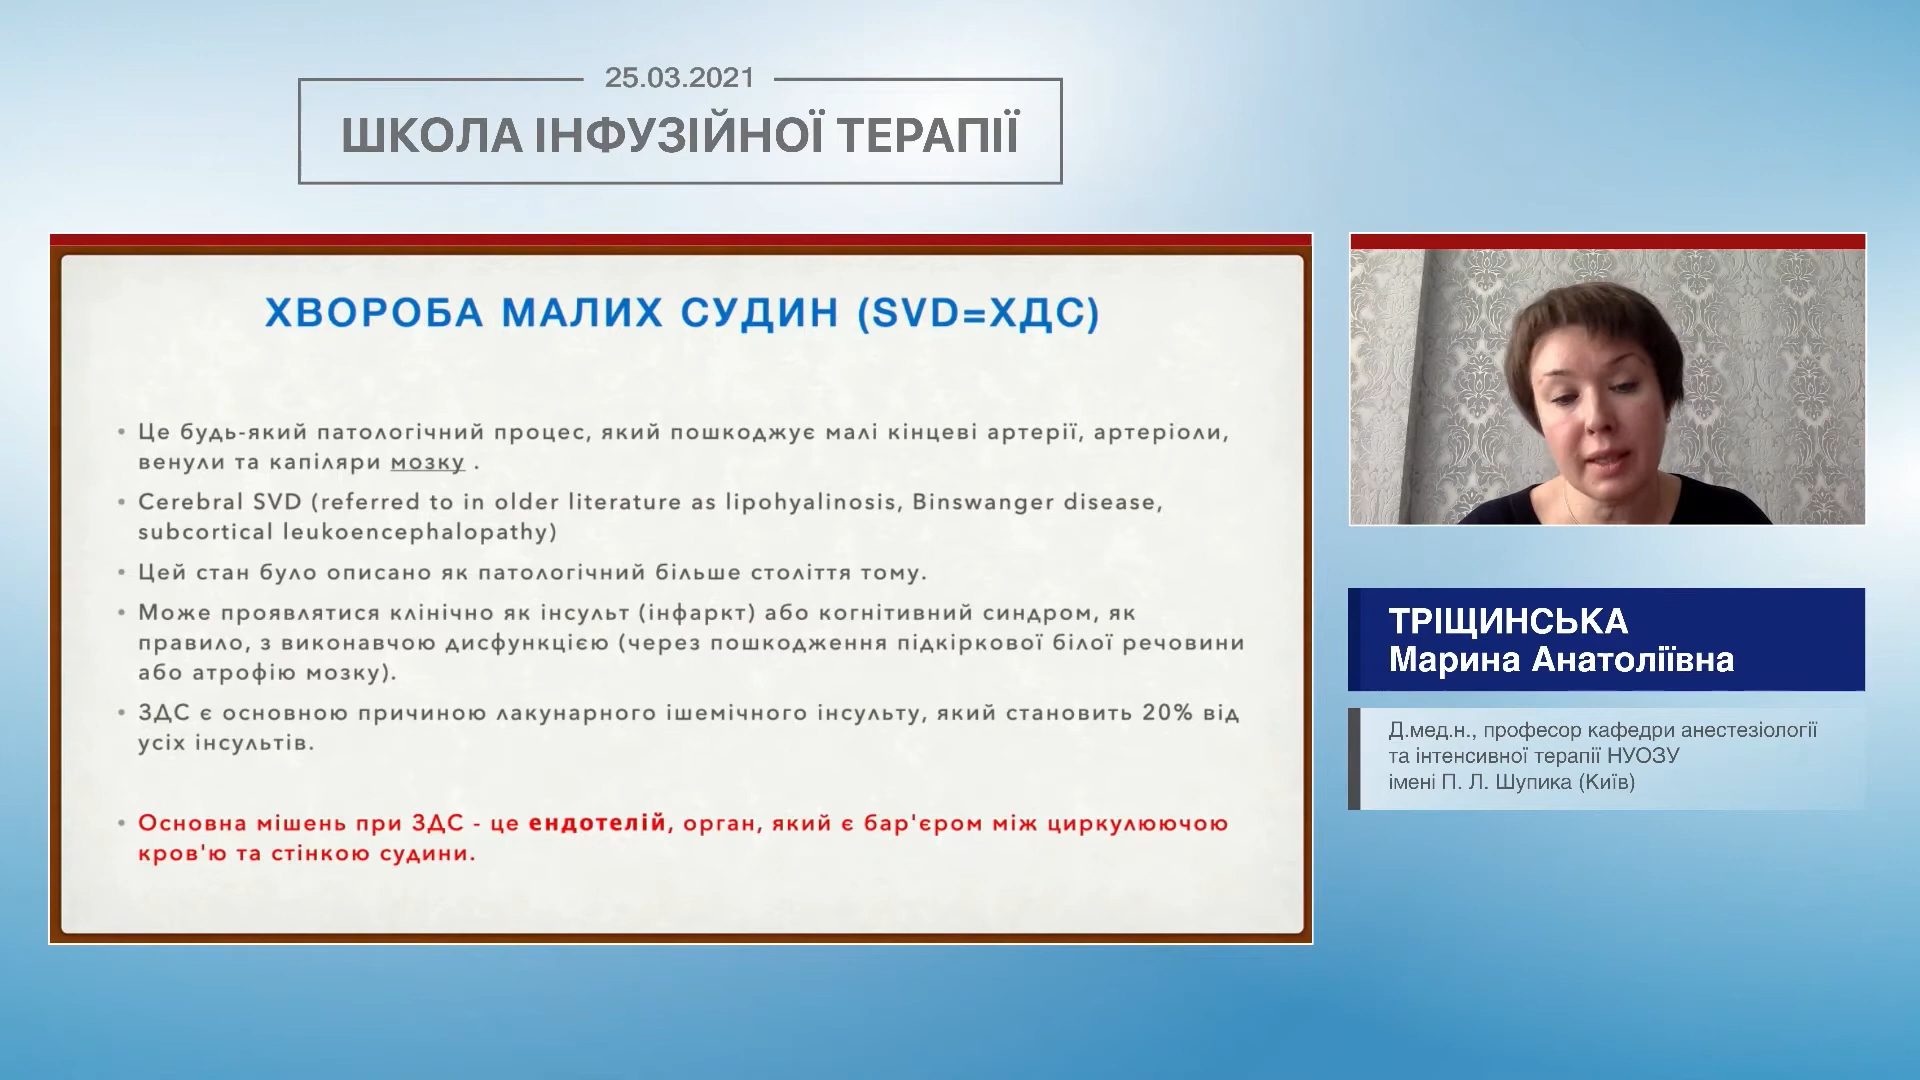 25.03.2021
ШКОЛА ІНФУЗІЙНОЇ ТЕРАПІЇ
ХВОРОБА МАЛИХ СУДИН (SVD=ХДС)
• Це будь-який патологічний процес, який пошкоджує малі кінцеві артерії, артеріоли,
венули та капіляри мозку .
• Cerebral SVD (referred to in older literature as lipohyalinosis, Binswanger disease,
subcortical leukoencephalopathy)
• Цей стан було описано як патологічний більше століття тому.
• Може проявлятися клінічно як інсульт (інфаркт) або когнітивний синдром, як
правило, з виконавчою дисфункцією (через пошкодження підкіркової білої речовини
або атрофію мозку).
• ЗДС є основною причиною лакунарного ішемічного інсульту, який становить 20% від
усіх інсультів.
• Основна мішень при ЗДС - це ендотелій, орган, який є бар'єром між циркулюючою
кров'ю та стінкою судини.
ТРІЩИНСЬКА
Марина Анатоліївна
Д.мед.н., професор кафедри анестезіології
та інтенсивної терапії НУОЗУ
імені П. Л. Шупика (Київ)